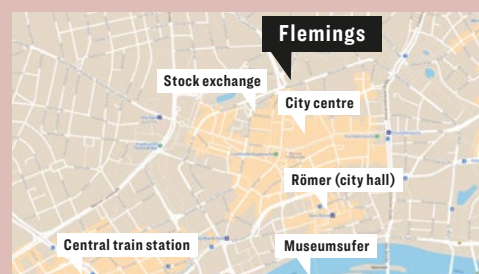 Flemings
Stock exchange
City centre
Römer (city hall)
Central train station
Museumsufer